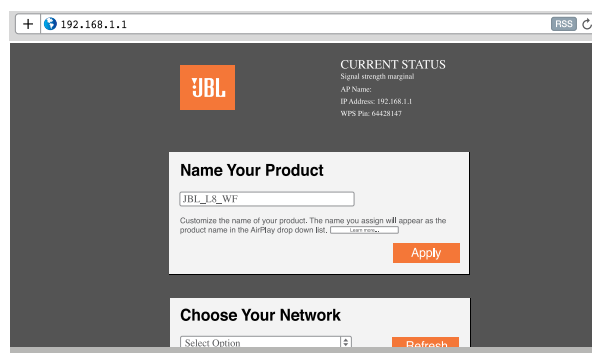 + 192.168.1.1 RSS
JBL
CURRENT STATUS
Signal strength marginal
AP Name:
IP Address: 192.168.1.1
WPS Pin: 64428147
Name Your Product
JBL_L8_WF
Customize the name of your product. The name you assign will appear as the
product name in the AirPlay drop down list. Learn more...
Apply
Choose Your Network
Select Option
Refresh